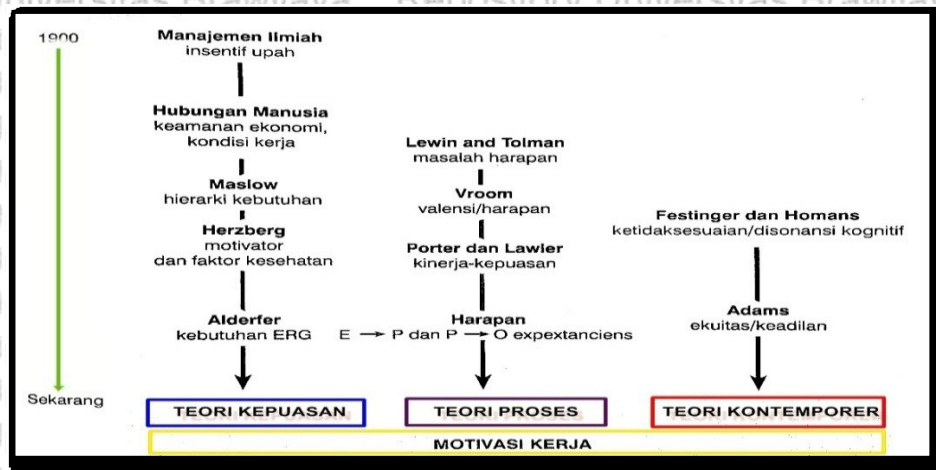 1900
Manajemen Ilmiah
insentif upah
Hubungan Manusia
keamanan ekonomi,
kondisi kerja
Maslow
hierarki kebutuhan
Herzberg
motivator
dan faktor kesehatan
Alderfer
kebutuhan ERG
Lewin and Tolman
masalah harapan
Vroom
valensi/harapan
Porter dan Lawler
kinerja-kepuasan
Harapan
E → P dan P → O expextanciens
Festinger dan Homans
ketidaksesuaian/disonansi kognitif
Adams
ekuitas/keadilan
Sekarang
TEORI KEPUASAN
TEORI PROSES
TEORI KONTEMPORER
MOTIVASI KERJA